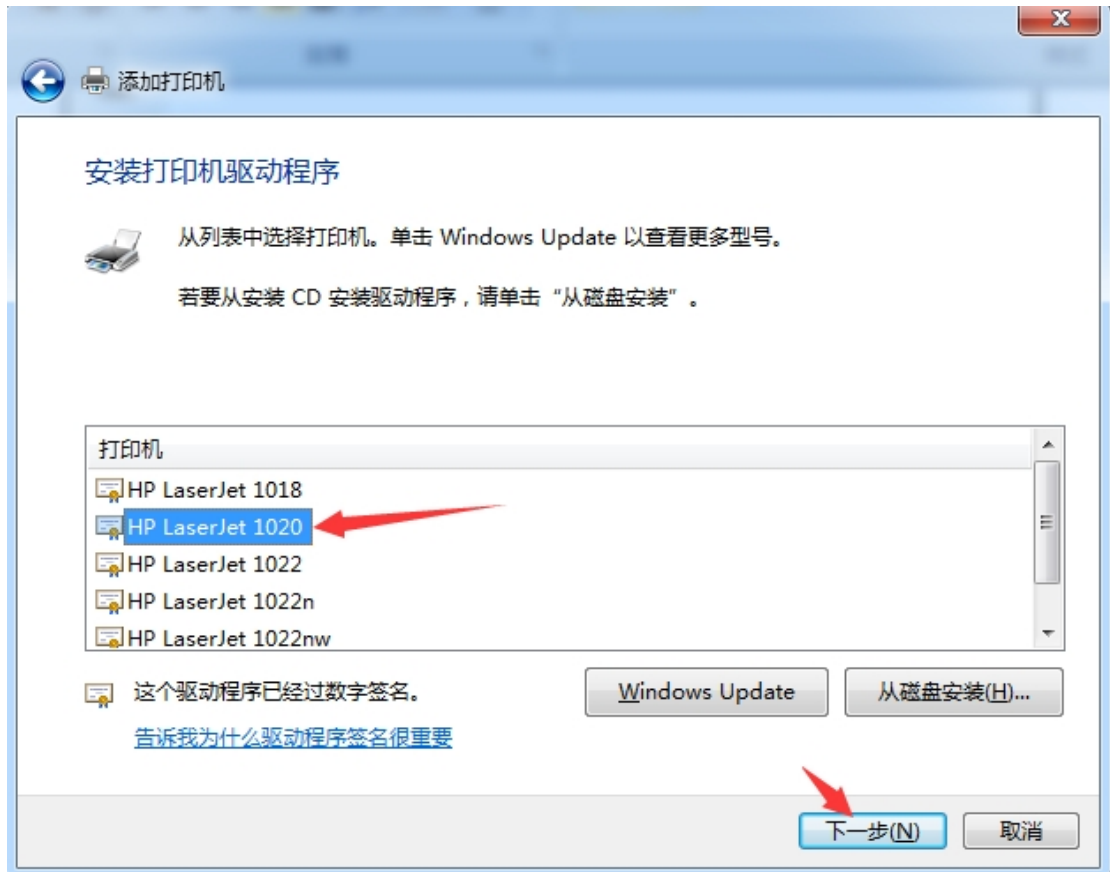 添加打印机
安装打印机驱动程序
从列表中选择打印机。单击 Windows Update 以查看更多型号。
若要从安装 CD 安装驱动程序，请单击“从磁盘安装”。
打印机
HP LaserJet 1018
HP LaserJet 1020
HP LaserJet 1022
HP LaserJet 1022n
HP LaserJet 1022nw
这个驱动程序已经过数字签名。
Windows Update
从磁盘安装(H)...
告诉我为什么驱动程序签名很重要
下一步(N)
取消